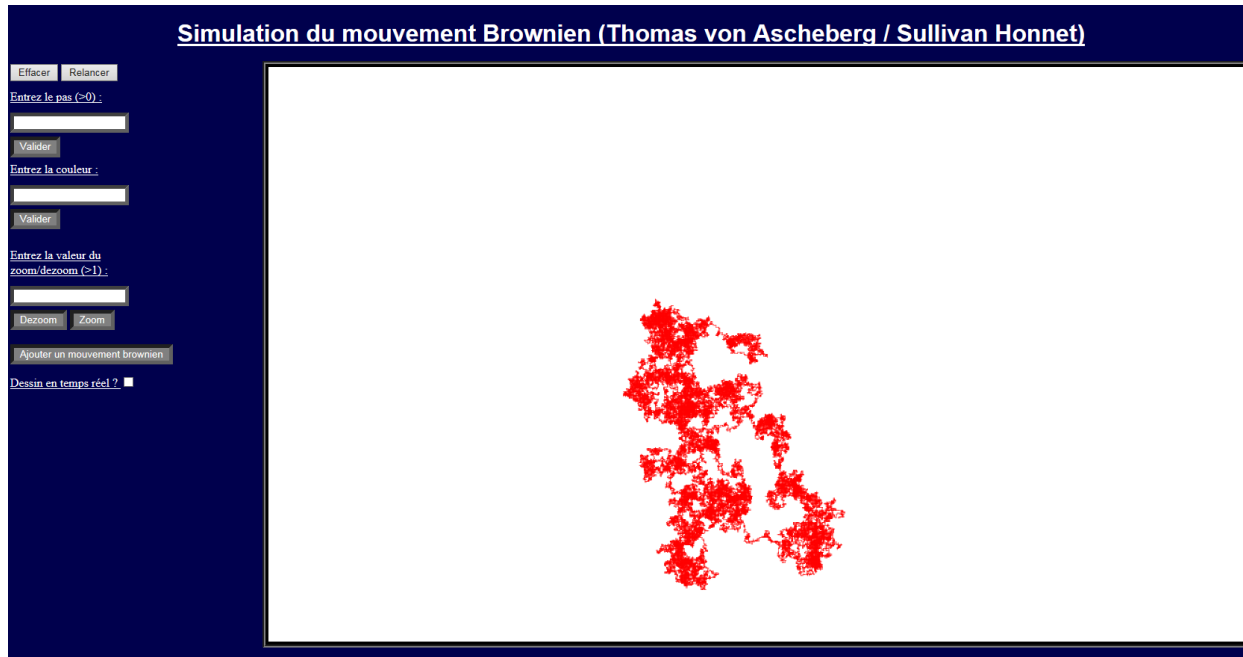 Simulation du mouvement Brownien (Thomas von Ascheberg / Sullivan Honnet)
Effacer Relancer
Entrez le pas (>0) :
Valider
Entrez la couleur :
Valider
Entrez la valeur du
zoom/dezoom (>1) :
Dezoom Zoom
Ajouter un mouvement brownien
Dessin en temps réel ?